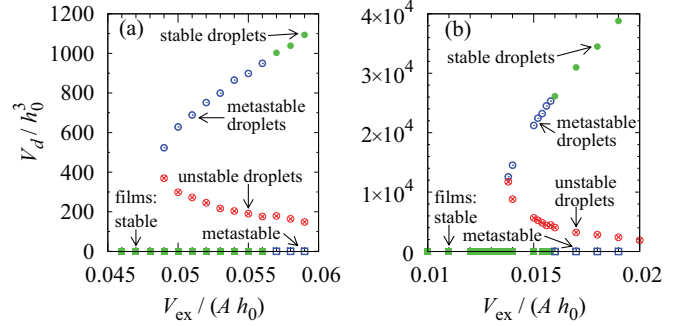 (a)
stable droplets
metastable
droplets
unstable droplets
films:
stable
metastable
V_d / h_0^3
1200
1000
800
600
400
200
0
0.045
0.05
0.055
0.06
V_ex / (A h_0)
(b)
stable droplets
metastable
droplets
unstable
droplets
films:
stable
metastable
4×10^4
3×10^4
2×10^4
1×10^4
0
0.01
0.015
0.02
V_ex / (A h_0)